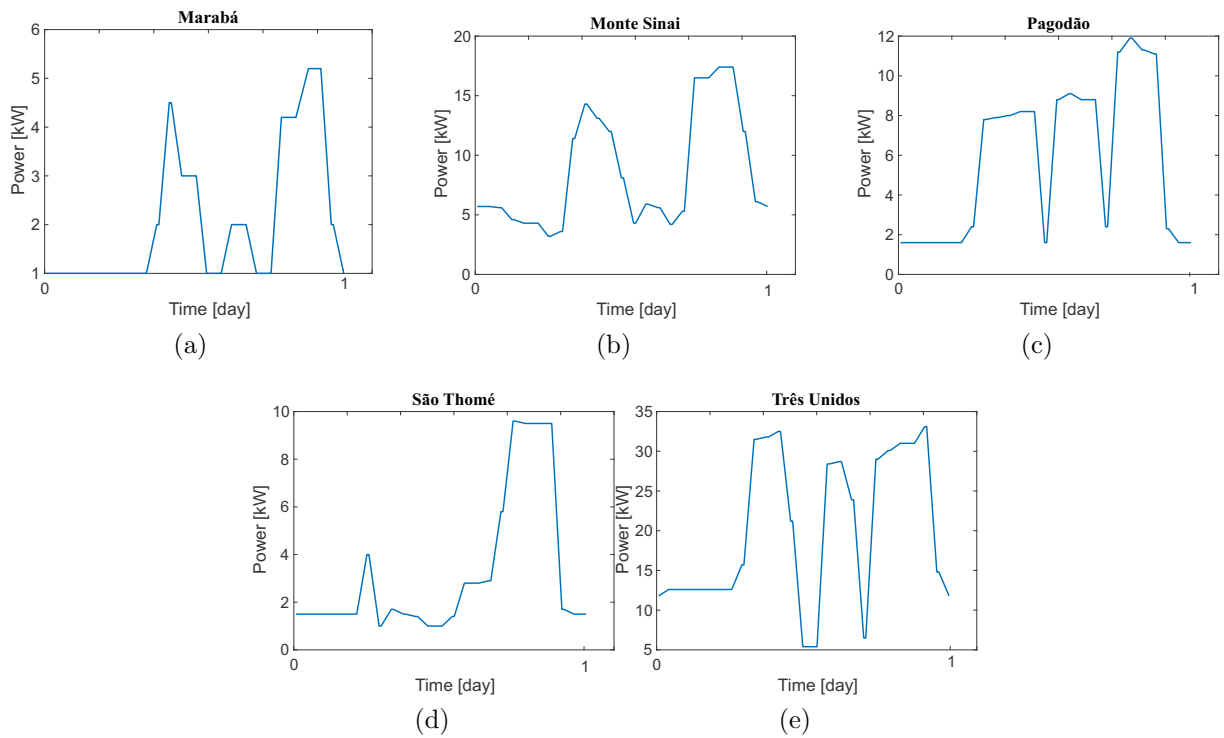 Marabá
Power [kW]
6
5
4
3
2
1
0
1
Time [day]
(a)
Monte Sinai
Power [kW]
20
15
10
5
0
0
1
Time [day]
(b)
Pagodão
Power [kW]
12
10
8
6
4
2
0
0
1
Time [day]
(c)
São Thomé
Power [kW]
10
8
6
4
2
0
0
1
Time [day]
(d)
Três Unidos
Power [kW]
35
30
25
20
15
10
5
0
1
Time [day]
(e)